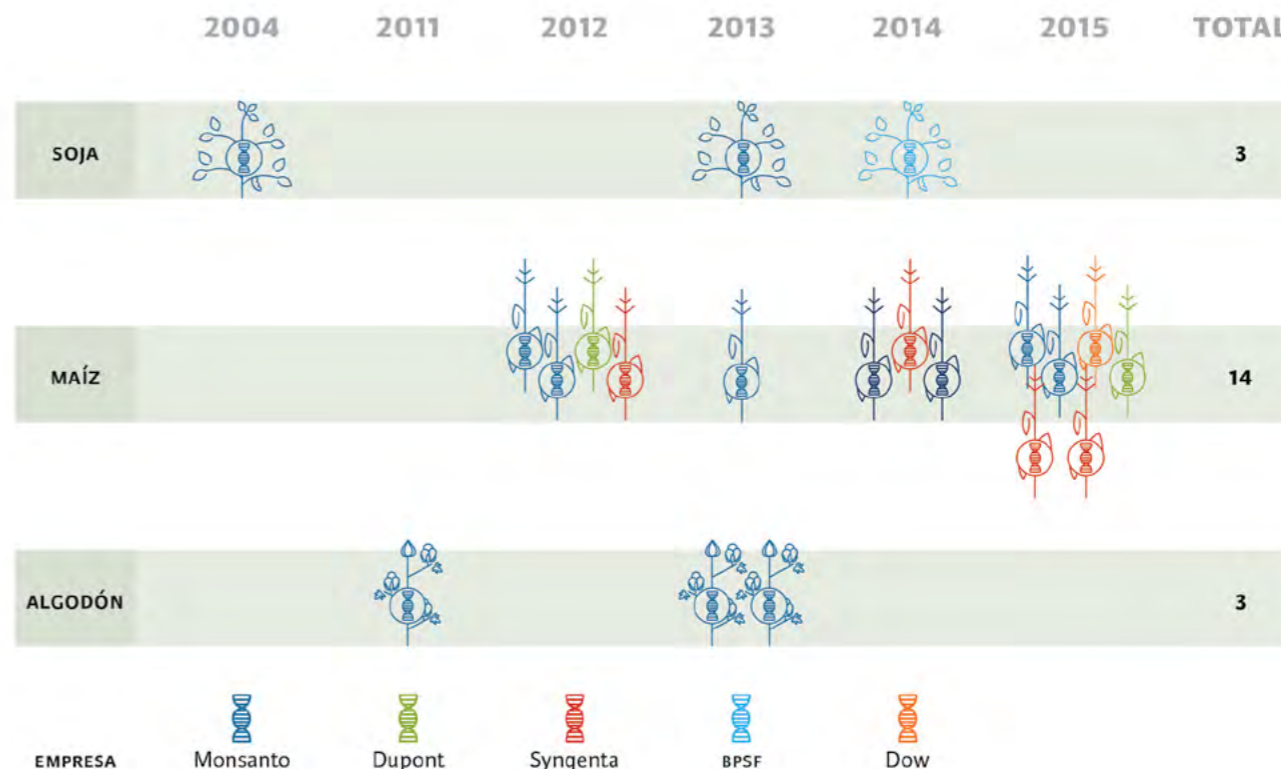 2004 2011 2012 2013 2014 2015 TOTAL
SOJA 3
MAÍZ 14
ALGODÓN 3
EMPRESA Monsanto Dupont Syngenta BPSF Dow